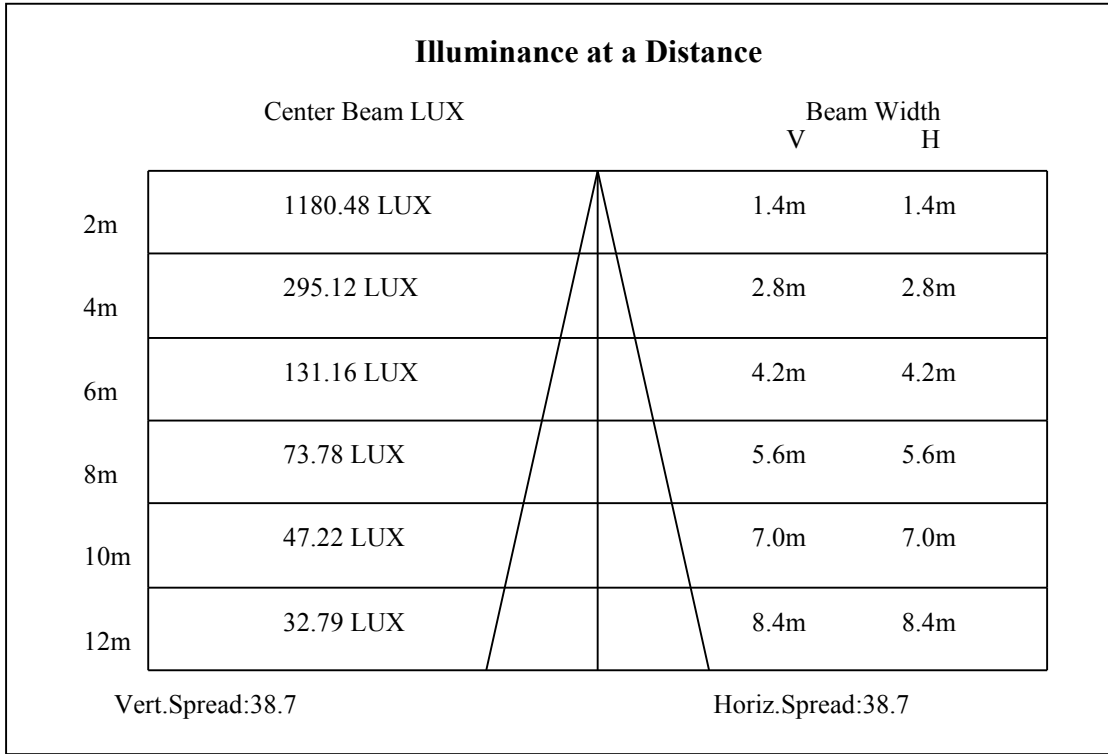 Illuminance at a Distance
Center Beam LUX Beam Width
V H
2m 1180.48 LUX 1.4m 1.4m
4m 295.12 LUX 2.8m 2.8m
6m 131.16 LUX 4.2m 4.2m
8m 73.78 LUX 5.6m 5.6m
10m 47.22 LUX 7.0m 7.0m
12m 32.79 LUX 8.4m 8.4m
Vert.Spread:38.7 Horiz.Spread:38.7